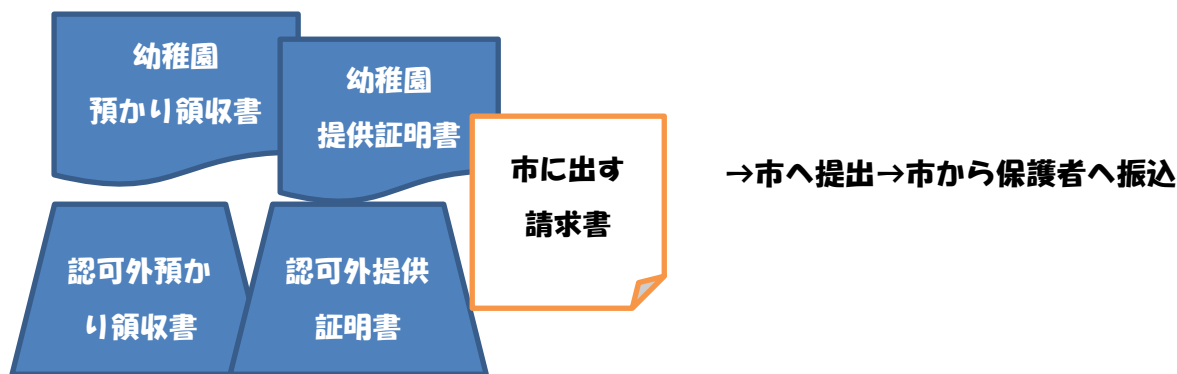 幼稚園
預かり領収書
幼稚園
提供証明書
市に出す
請求書
→市へ提出→市から保護者へ振込
認可外預か
り領収書
認可外提供
証明書